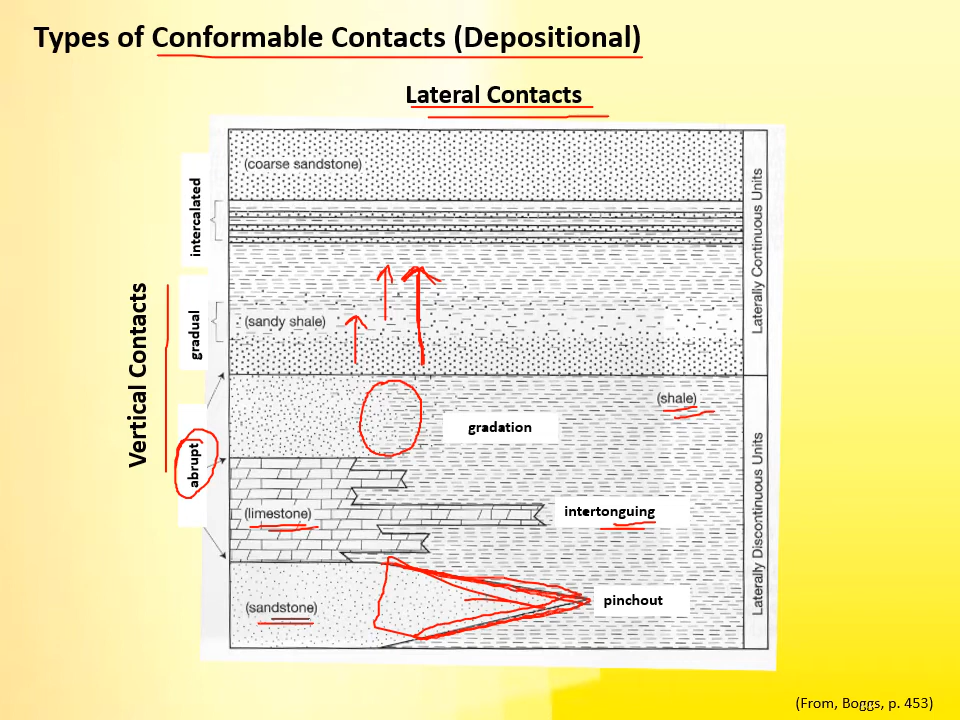 Types of Conformable Contacts (Depositional)
Lateral Contacts
Vertical Contacts
intercalated
gradual
abrupt
(coarse sandstone)
(sandy shale)
(shale)
gradation
(limestone)
intertonguing
(sandstone)
pinchout
Laterally Continuous Units
Laterally Discontinuous Units
(From, Boggs, p. 453)